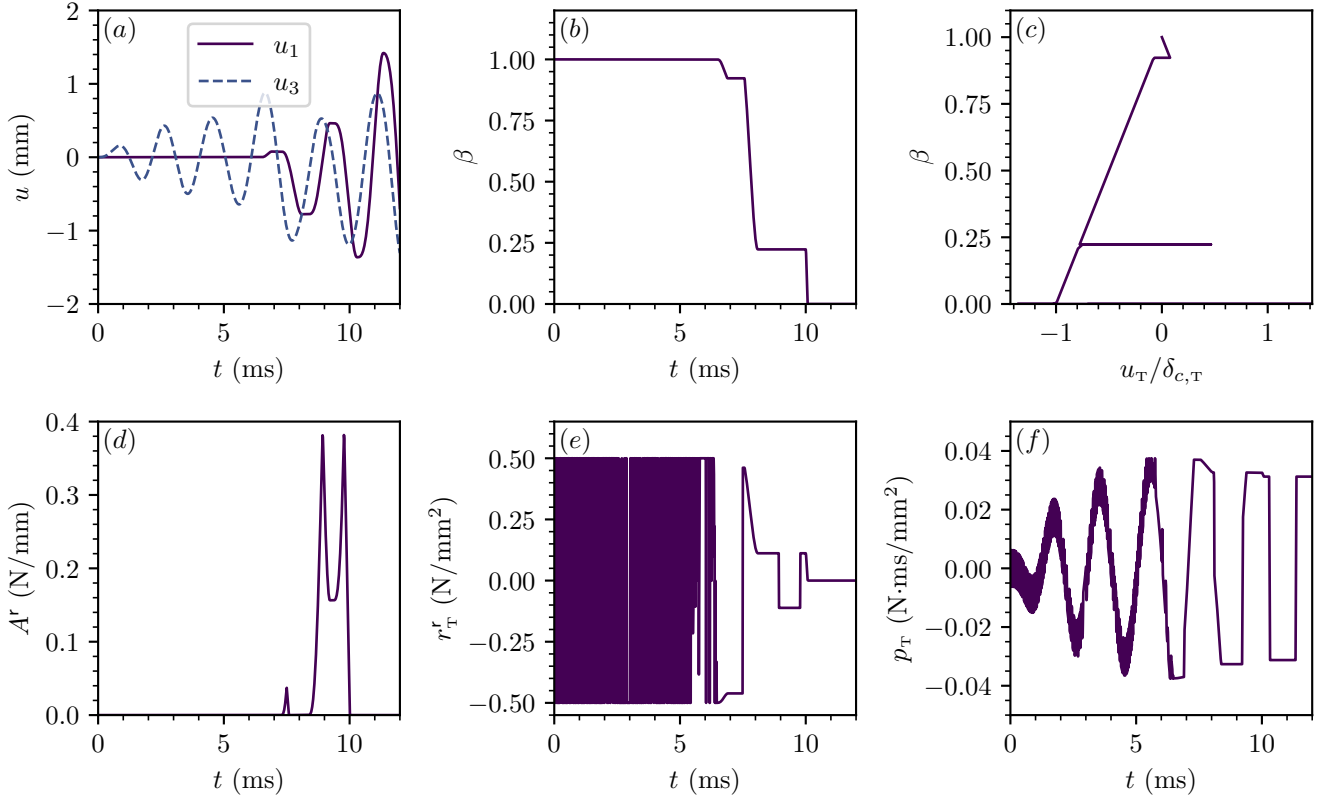 (a)
u₁
u₃
2
1
0
−1
−2
u (mm)
0
5
10
t (ms)
(b)
1.00
0.75
0.50
0.25
0.00
β
0
5
10
t (ms)
(c)
1.00
0.75
0.50
0.25
0.00
β
−1
0
1
u_T/δ_{c,T}
(d)
0.4
0.3
0.2
0.1
0.0
A^r (N/mm)
0
5
10
t (ms)
(e)
0.50
0.25
0.00
−0.25
−0.50
r^r_T (N/mm²)
0
5
10
t (ms)
(f)
0.04
0.02
0.00
−0.02
−0.04
p_T (N·ms/mm²)
0
5
10
t (ms)